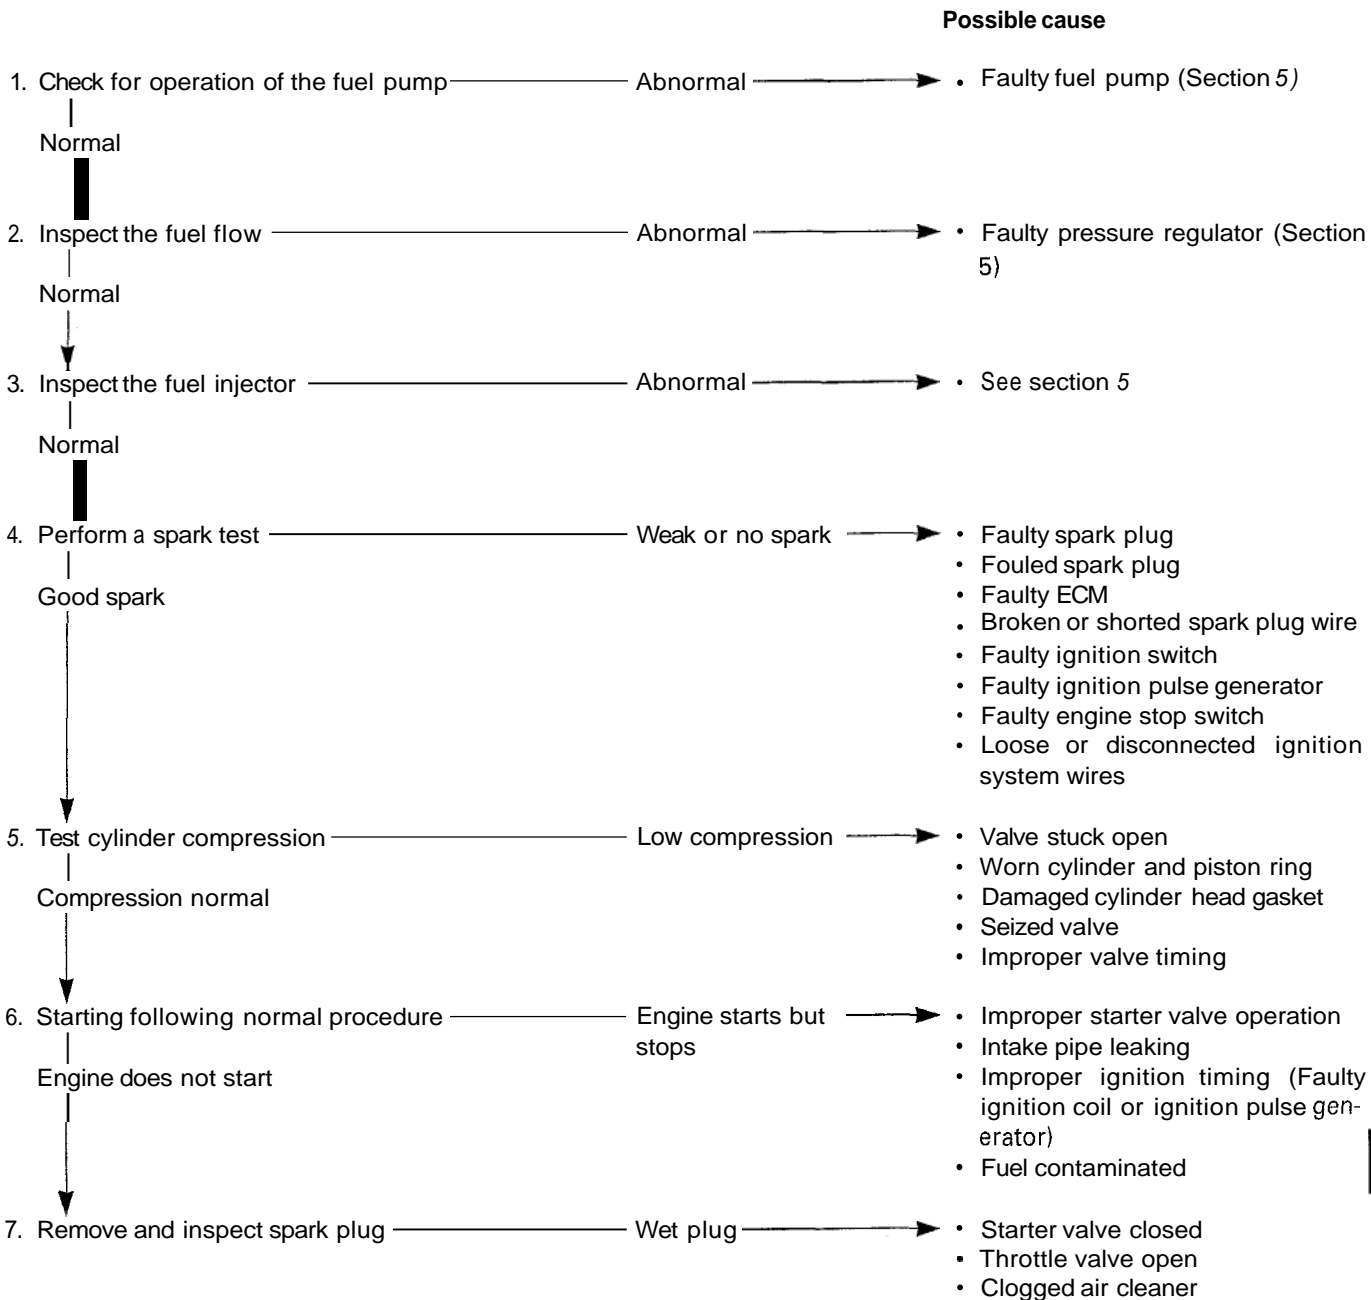 Possible cause
1. Check for operation of the fuel pump Abnormal • Faulty fuel pump (Section 5)
Normal
2. Inspect the fuel flow Abnormal • Faulty pressure regulator (Section
5)
Normal
3. Inspect the fuel injector Abnormal • See section 5
Normal
4. Perform a spark test Weak or no spark • Faulty spark plug
• Fouled spark plug
Good spark • Faulty ECM
• Broken or shorted spark plug wire
• Faulty ignition switch
• Faulty ignition pulse generator
• Faulty engine stop switch
• Loose or disconnected ignition
system wires
5. Test cylinder compression Low compression • Valve stuck open
• Worn cylinder and piston ring
Compression normal • Damaged cylinder head gasket
• Seized valve
• Improper valve timing
6. Starting following normal procedure Engine starts but • Improper starter valve operation
stops • Intake pipe leaking
Engine does not start • Improper ignition timing (Faulty
ignition coil or ignition pulse gen-
erator)
• Fuel contaminated
7. Remove and inspect spark plug Wet plug • Starter valve closed
• Throttle valve open
• Clogged air cleaner